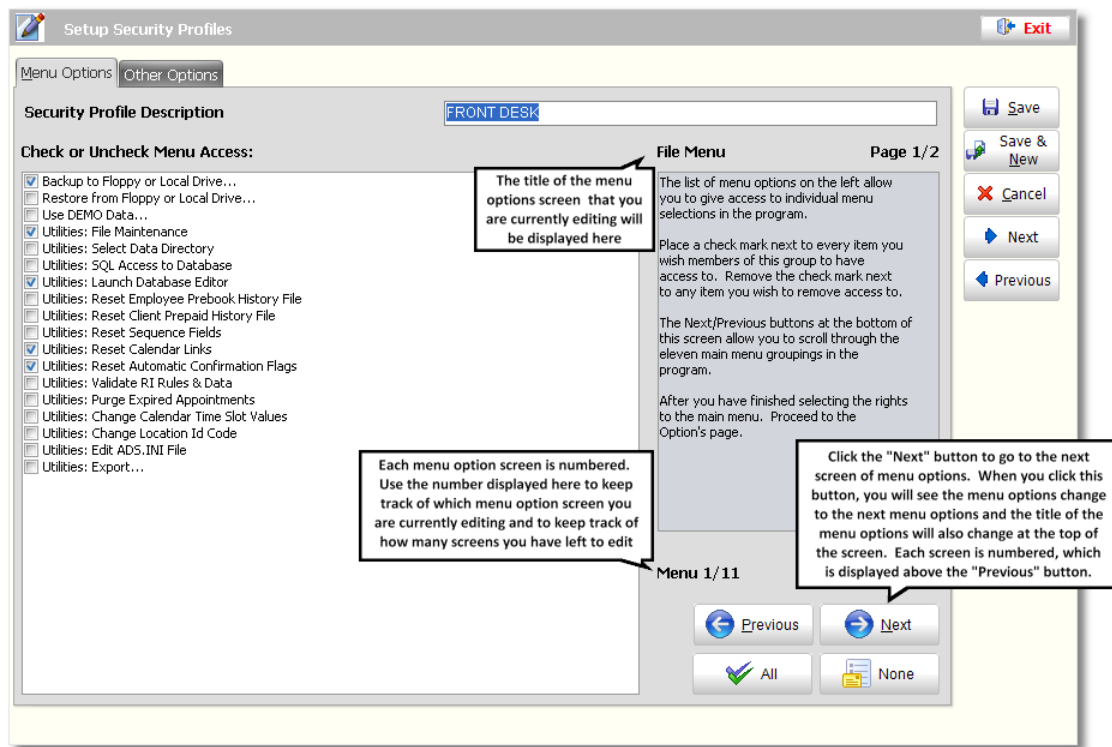 Setup Security Profiles
Exit
Menu Options
Other Options
Security Profile Description
FRONT DESK
Save
Save &
New
Cancel
Next
Previous
Check or Uncheck Menu Access:
Backup to Floppy or Local Drive...
Restore from Floppy or Local Drive...
Use DEMO Data...
Utilities: File Maintenance
Utilities: Select Data Directory
Utilities: SQL Access to Database
Utilities: Launch Database Editor
Utilities: Reset Employee Prebook History File
Utilities: Reset Client Prepaid History File
Utilities: Reset Sequence Fields
Utilities: Reset Calendar Links
Utilities: Reset Automatic Confirmation Flags
Utilities: Validate RI Rules & Data
Utilities: Purge Expired Appointments
Utilities: Change Calendar Time Slot Values
Utilities: Change Location Id Code
Utilities: Edit ADS.INI File
Utilities: Export...
The title of the menu
options screen that you
are currently editing will
be displayed here
File Menu
Page 1/2
The list of menu options on the left allow
you to give access to individual menu
selections in the program.
Place a check mark next to every item you
wish members of this group to have
access to. Remove the check mark next
to any item you wish to remove access to.
The Next/Previous buttons at the bottom of
this screen allow you to scroll through the
eleven main menu groupings in the
program.
After you have finished selecting the rights
to the main menu. Proceed to the
Option's page.
Each menu option screen is numbered.
Use the number displayed here to keep
track of which menu option screen you
are currently editing and to keep track of
how many screens you have left to edit
Click the "Next" button to go to the next
screen of menu options. When you click this
button, you will see the menu options change
to the next menu options and the title of the
menu options will also change at the top of
the screen. Each screen is numbered, which
is displayed above the "Previous" button.
Menu 1/11
Previous
Next
All
None